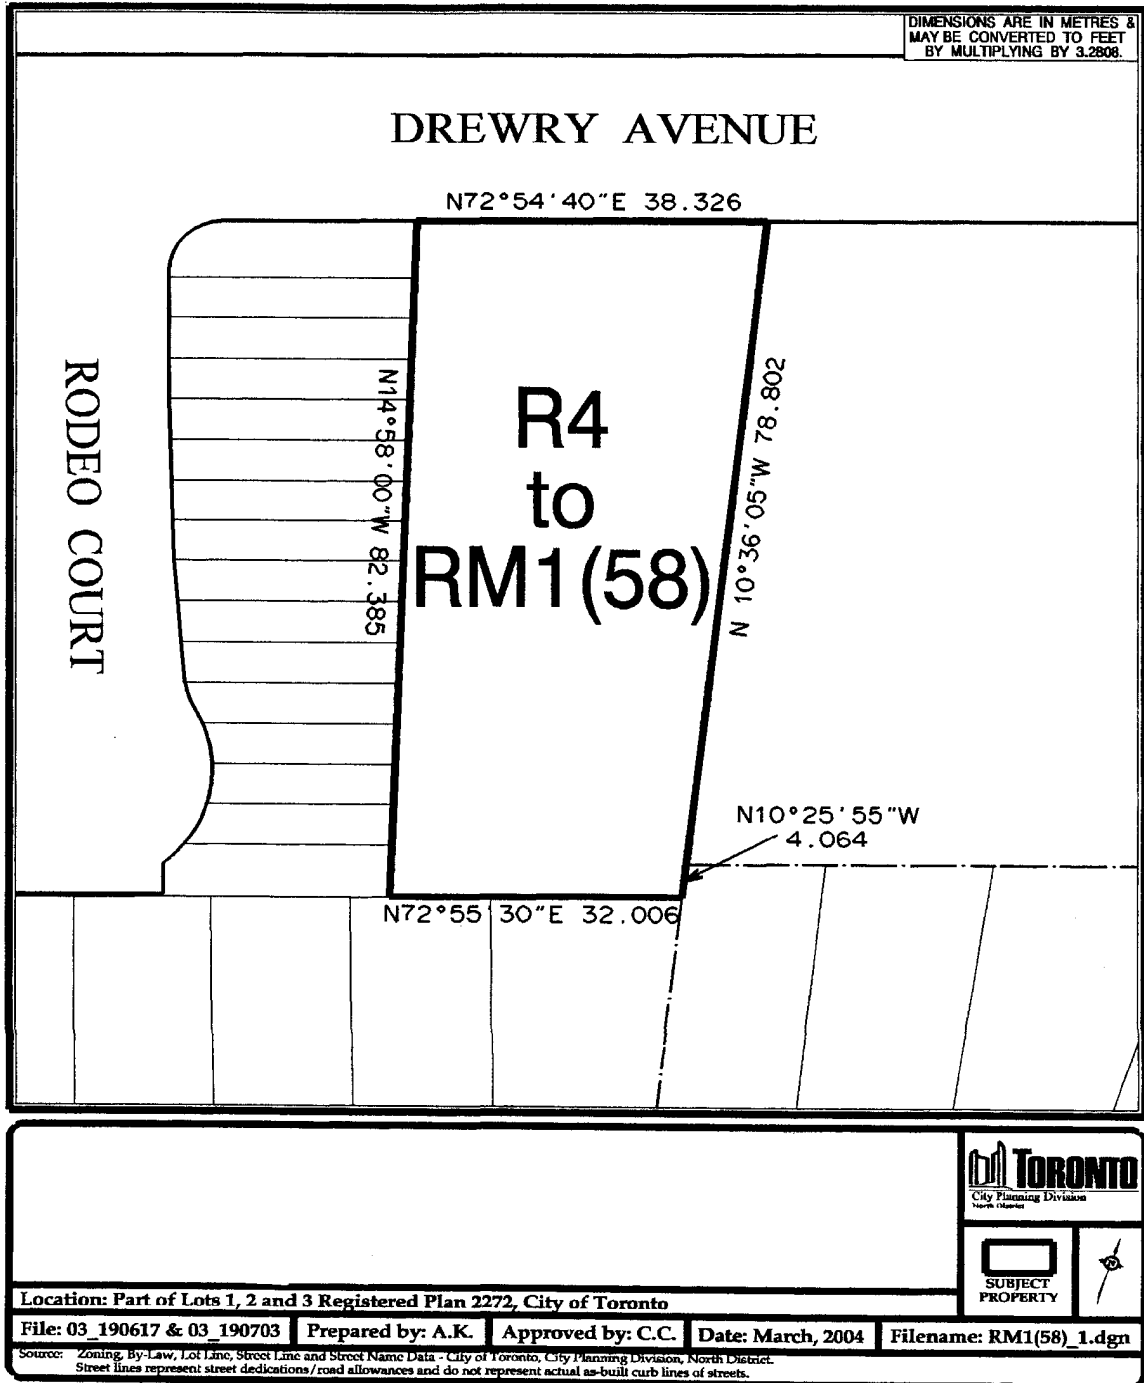 DIMENSIONS ARE IN METRES &
MAY BE CONVERTED TO FEET
BY MULTIPLYING BY 3.2808.
DREWRY AVENUE
N72°54'40"E 38.326
RODEO COURT
N14°58'00"W 82.385
R4
to
RM1(58)
N 10°36'05"W 78.802
N10°25'55"W
4.064
N72°55'30"E 32.006
TORONTO
City Planning Division
North District
SUBJECT
PROPERTY
N
Location: Part of Lots 1, 2 and 3 Registered Plan 2272, City of Toronto
File: 03_190617 & 03_190703
Prepared by: A.K.
Approved by: C.C.
Date: March, 2004
Filename: RM1(58)_1.dgn
Source: Zoning, By-Law, Lot Line, Street Line and Street Name Data - City of Toronto, City Planning Division, North District.
Street lines represent street dedications/road allowances and do not represent actual as-built curb lines of streets.